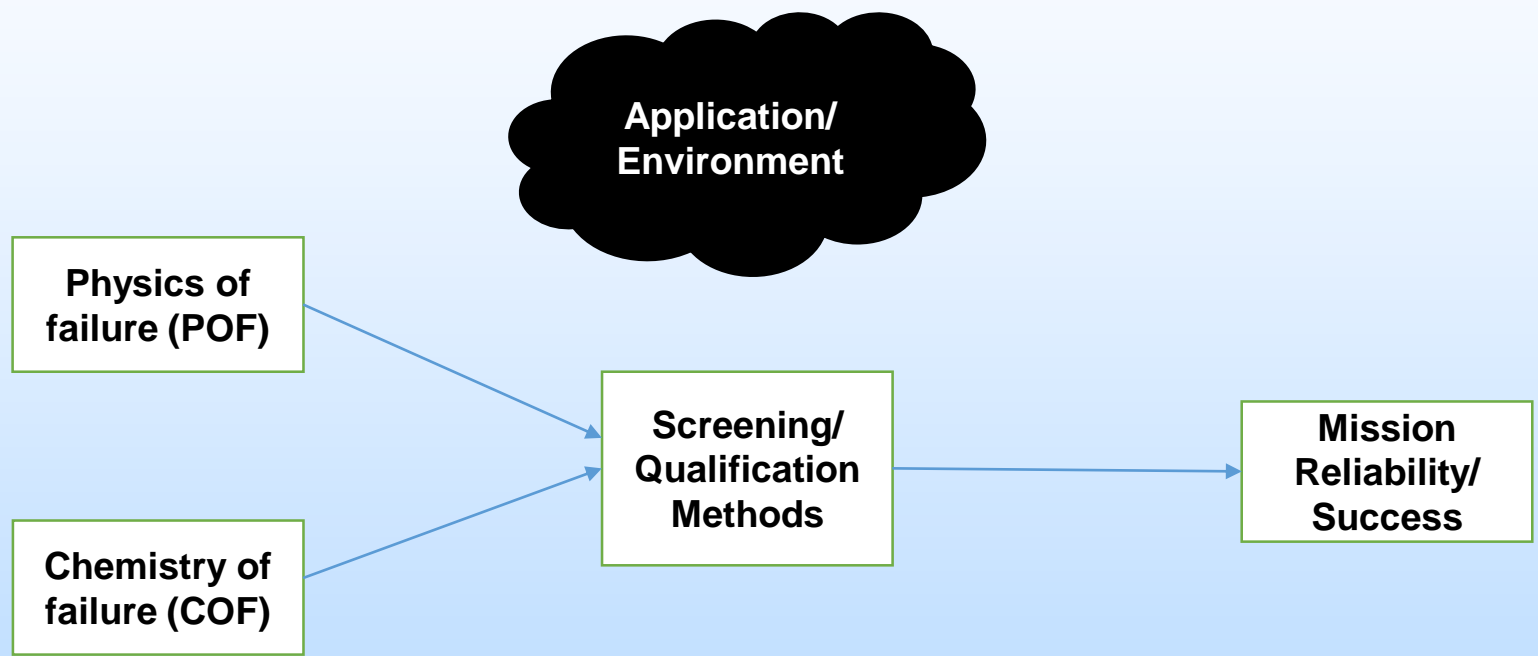 Application/
Environment
Physics of
failure (POF)
Chemistry of
failure (COF)
Screening/
Qualification
Methods
Mission
Reliability/
Success